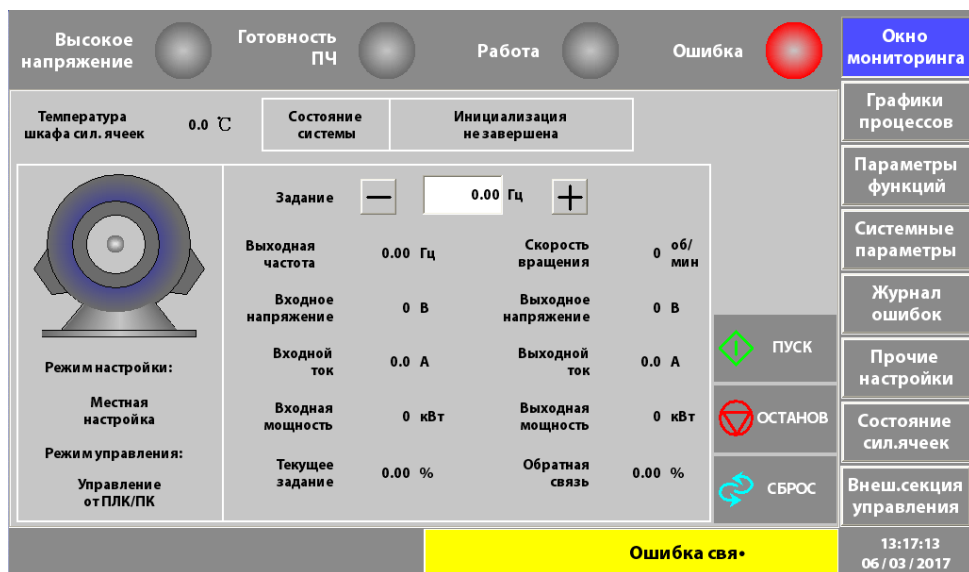 Высокое
напряжение
Готовность
ПЧ
Работа
Ошибка
Окно
мониторинга
Температура
шкафа сил. ячеек
0.0 ℃
Состояние
системы
Инициализация
не завершена
Графики
процессов
Параметры
функций
Системные
параметры
Журнал
ошибок
Прочие
настройки
Состояние
сил.ячеек
Внеш.секция
управления
Задание
—
0.00 Гц
+
Выходная
частота
0.00 Гц
Скорость
вращения
0 об/
мин
Входное
напряжение
0 В
Выходное
напряжение
0 В
Входной
ток
0.0 А
Выходной
ток
0.0 А
Входная
мощность
0 кВт
Выходная
мощность
0 кВт
Текущее
задание
0.00 %
Обратная
связь
0.00 %
Режим настройки:
Местная
настройка
Режим управления:
Управление
от ПЛК/ПК
ПУСК
ОСТАНОВ
СБРОС
Ошибка свя•
13:17:13
06/03/2017